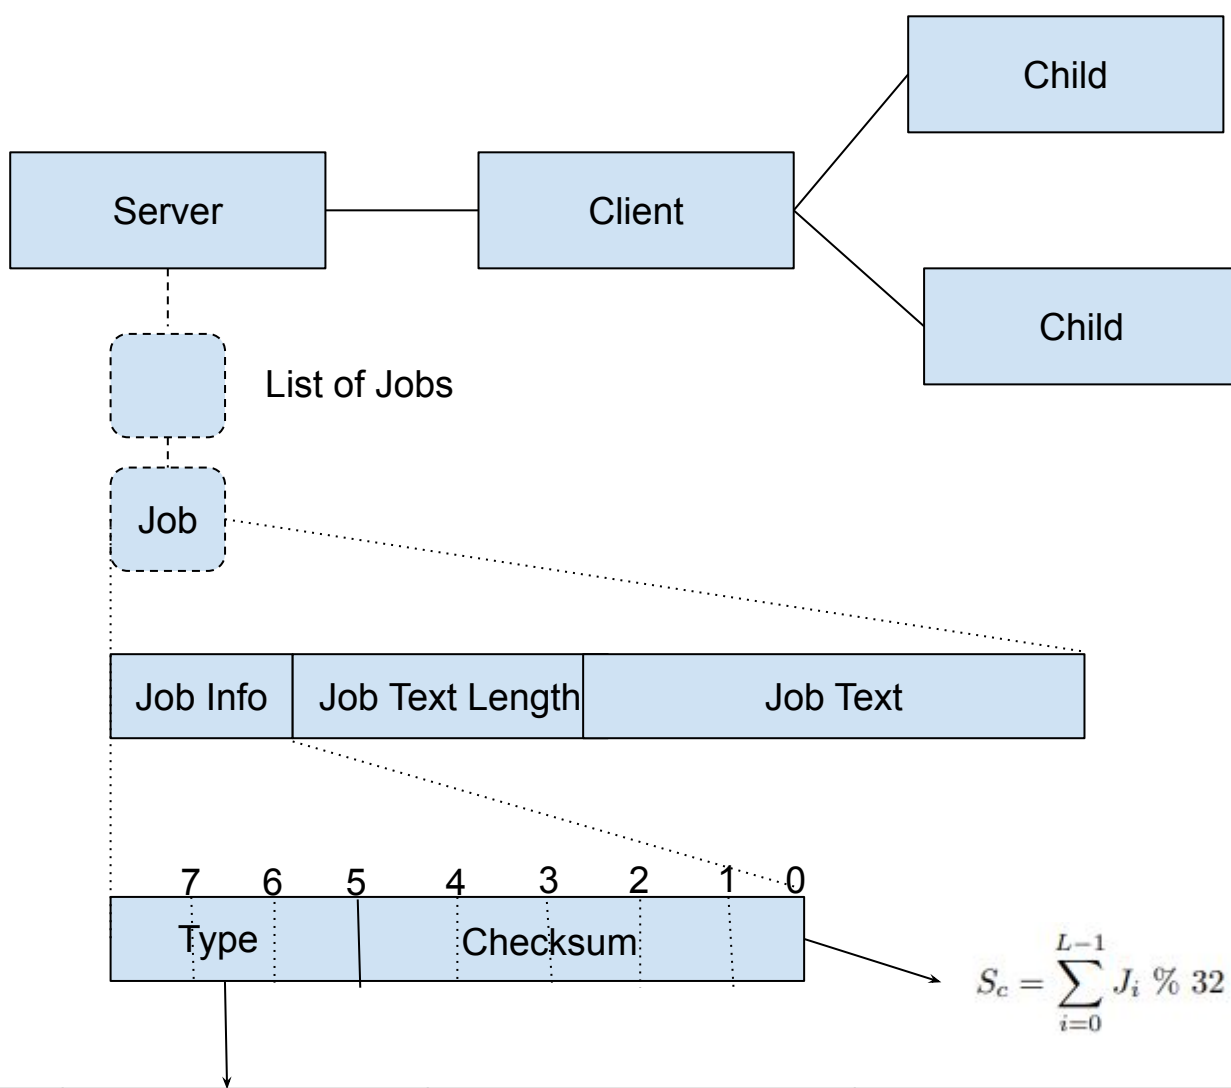 Child
Server
Client
Child
List of Jobs
Job
Job Info
Job Text Length
Job Text
7 6 5 4 3 2 1 0
Type
Checksum
$S_c = \sum_{i=0}^{L-1} J_i \ \% \ 32$